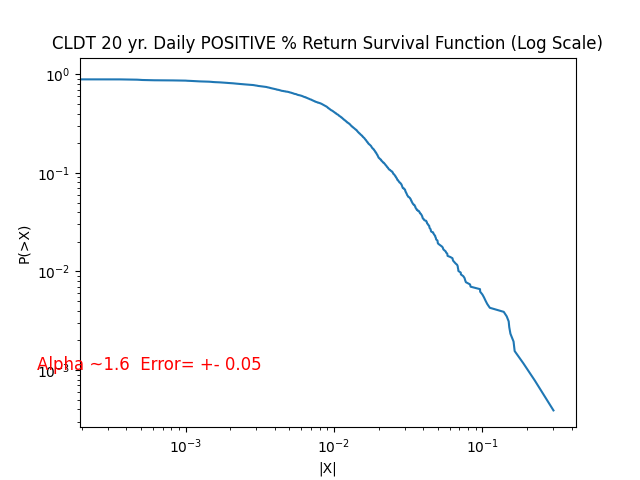 CLDT 20 yr. Daily POSITIVE % Return Survival Function (Log Scale)
10⁰
10⁻¹
10⁻²
10⁻³
P(>X)
Alpha ~1.6  Error= +- 0.05
10⁻³
10⁻²
10⁻¹
|X|